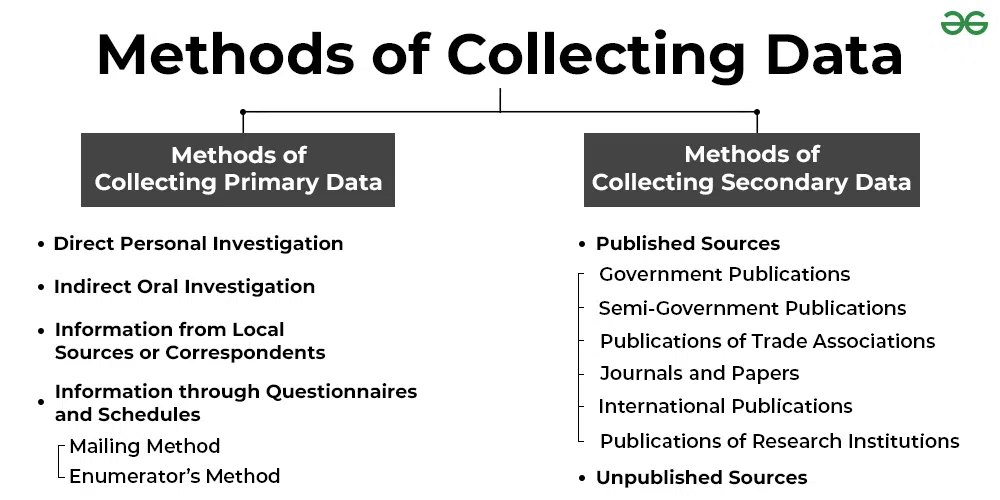 Methods of Collecting Data
Methods of
Collecting Primary Data
• Direct Personal Investigation
• Indirect Oral Investigation
• Information from Local
Sources or Correspondents
• Information through Questionnaires
and Schedules
Mailing Method
Enumerator’s Method
Methods of
Collecting Secondary Data
• Published Sources
Government Publications
Semi-Government Publications
Publications of Trade Associations
Journals and Papers
International Publications
Publications of Research Institutions
• Unpublished Sources